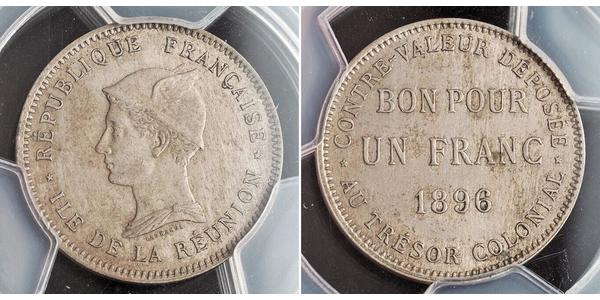 ★ RÉPUBLIQUE FRANÇAISE ★
ILE DE LA RÉUNION
★ CONTRE-VALEUR DÉPOSÉE ★
BON POUR
UN FRANC
1896
AU TRÉSOR COLONIAL